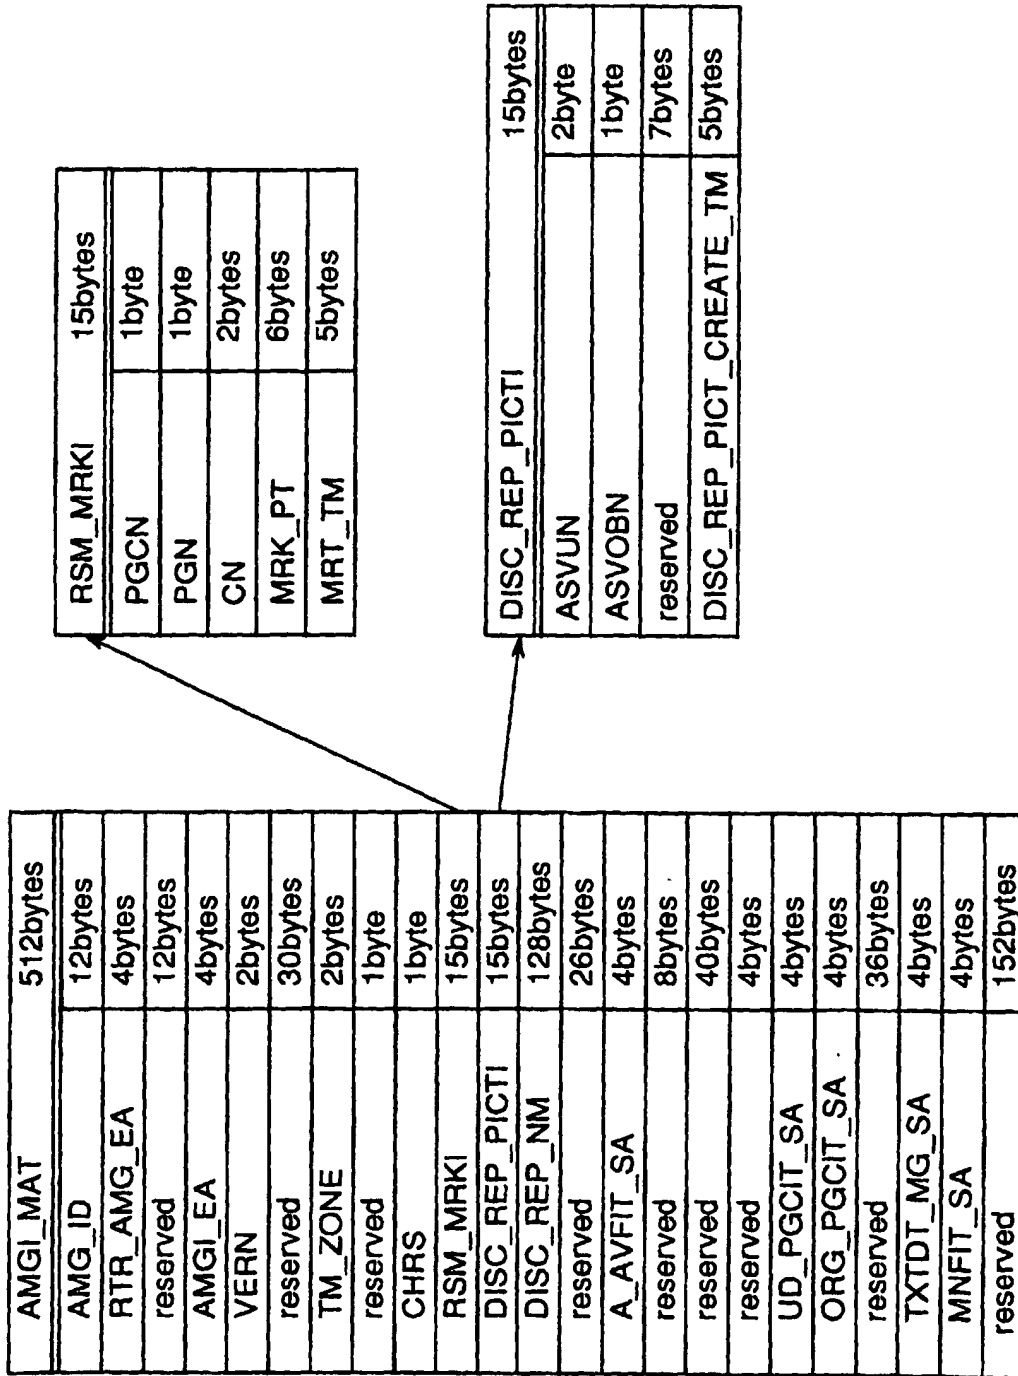 AMGI_MAT 512bytes
AMG_ID 12bytes
RTR_AMG_EA 4bytes
reserved 12bytes
AMGI_EA 4bytes
VERN 2bytes
reserved 30bytes
TM_ZONE 2bytes
reserved 1byte
CHRS 1byte
RSM_MRKI 15bytes
DISC_REP_PICTI 15bytes
DISC_REP_NM 128bytes
reserved 26bytes
A_AVFIT_SA 4bytes
reserved 8bytes
reserved 40bytes
reserved 4bytes
UD_PGCIT_SA 4bytes
ORG_PGCIT_SA 4bytes
reserved 36bytes
TXTDT_MG_SA 4bytes
MNFIT_SA 4bytes
reserved 152bytes
RSM_MRKI 15bytes
PGCN 1byte
PGN 1byte
CN 2bytes
MRK_PT 6bytes
MRT_TM 5bytes
DISC_REP_PICTI 15bytes
ASVUN 2byte
ASVOBN 1byte
reserved 7bytes
DISC_REP_PICT_CREATE_TM 5bytes